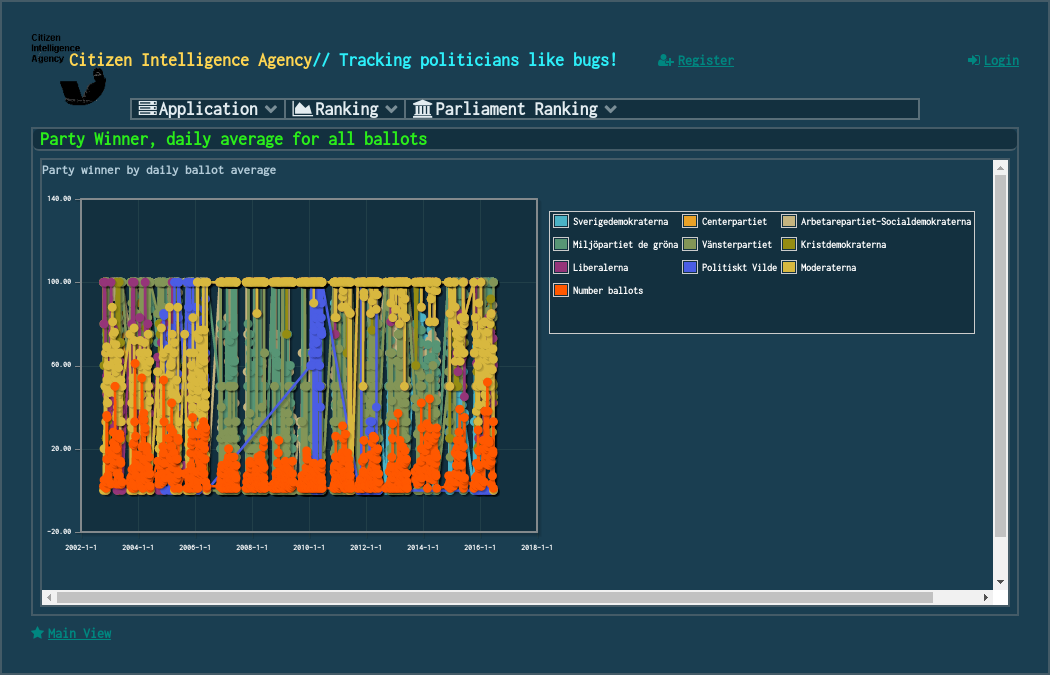 Citizen
Intelligence
Agency
Citizen Intelligence Agency// Tracking politicians like bugs!
Register
Login
Application
Ranking
Parliament Ranking
Party Winner, daily average for all ballots
Party winner by daily ballot average
140.00
100.00
60.00
20.00
-20.00
2002-1-1 2004-1-1 2006-1-1 2008-1-1 2010-1-1 2012-1-1 2014-1-1 2016-1-1 2018-1-1
Sverigedemokraterna Centerpartiet Arbetarepartiet-Socialdemokraterna
Miljöpartiet de gröna Vänsterpartiet Kristdemokraterna
Liberalerna Politiskt Vilde Moderaterna
Number ballots
Main View